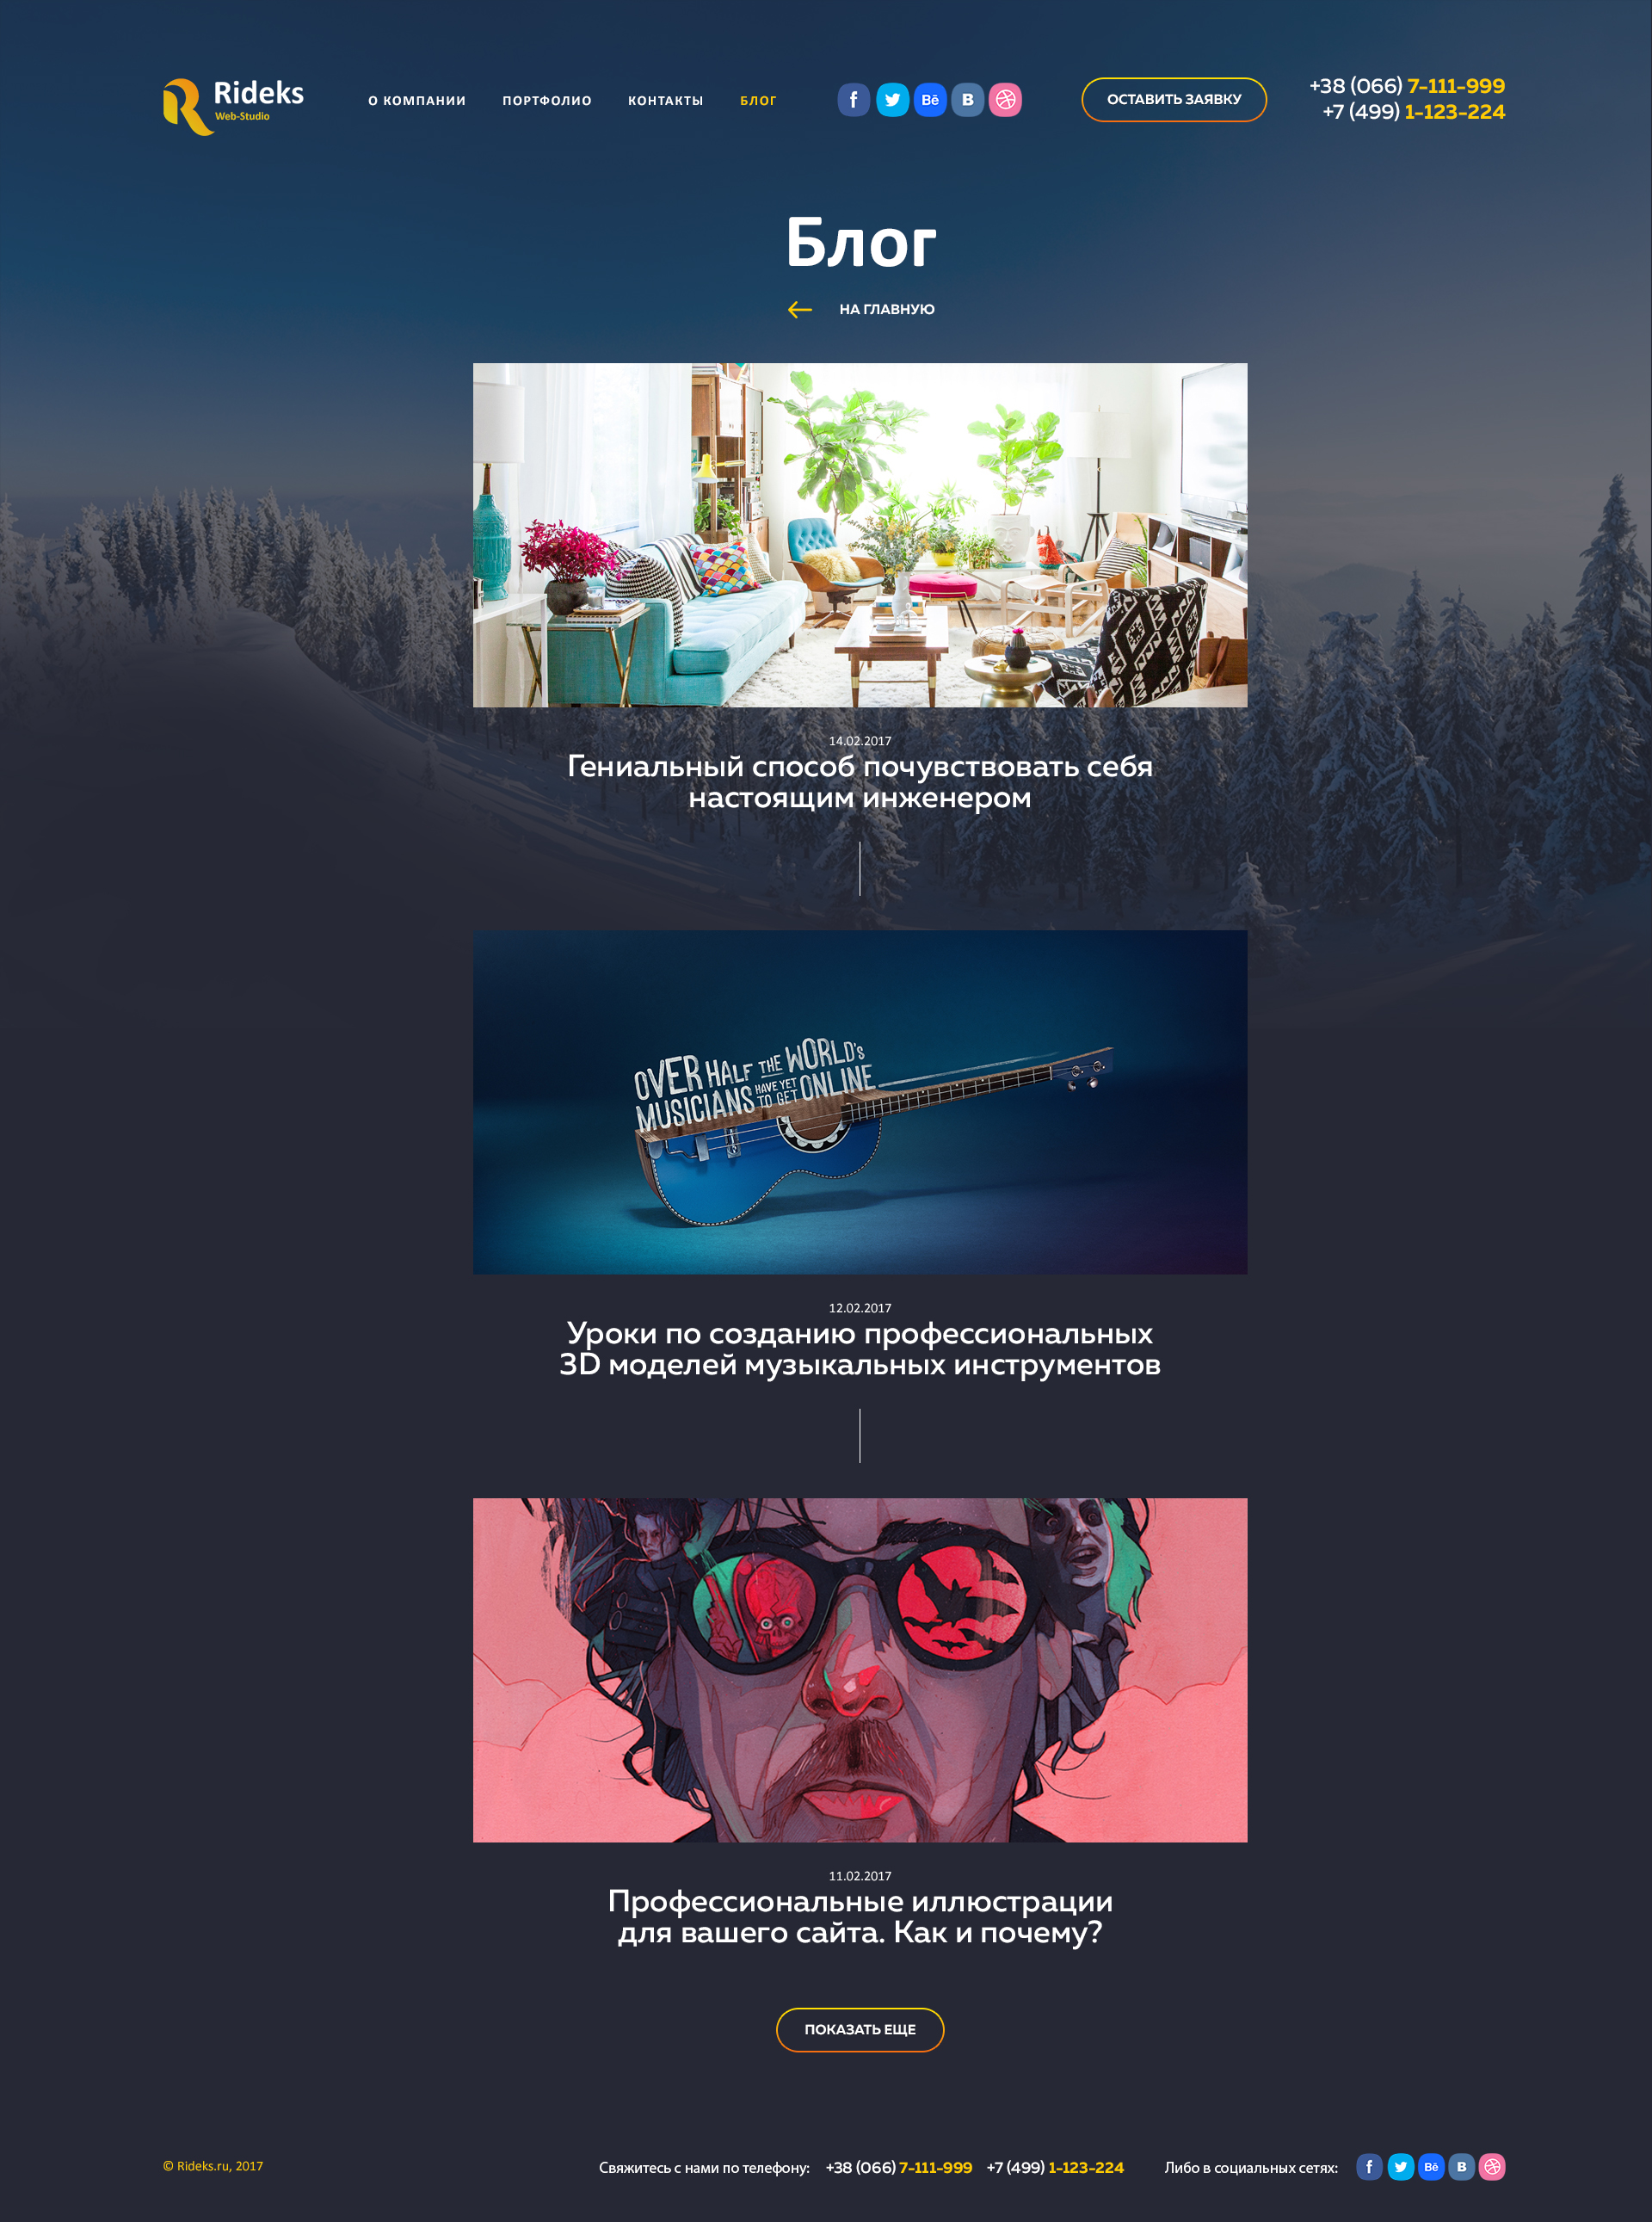 Rideks
Web-Studio
О КОМПАНИИ
ПОРТФОЛИО
КОНТАКТЫ
БЛОГ
f
Bē
B
ОСТАВИТЬ ЗАЯВКУ
+38 (066) 7-111-999
+7 (499) 1-123-224
Блог
НА ГЛАВНУЮ
14.02.2017
Гениальный способ почувствовать себя
настоящим инженером
OVER HALF THE WORLD'S
MUSICIANS HAVE YET TO GET ONLINE
12.02.2017
Уроки по созданию профессиональных
3D моделей музыкальных инструментов
11.02.2017
Профессиональные иллюстрации
для вашего сайта. Как и почему?
ПОКАЗАТЬ ЕЩЕ
© Rideks.ru, 2017
Свяжитесь с нами по телефону: +38 (066) 7-111-999 +7 (499) 1-123-224
Либо в социальных сетях:
f
Bē
B